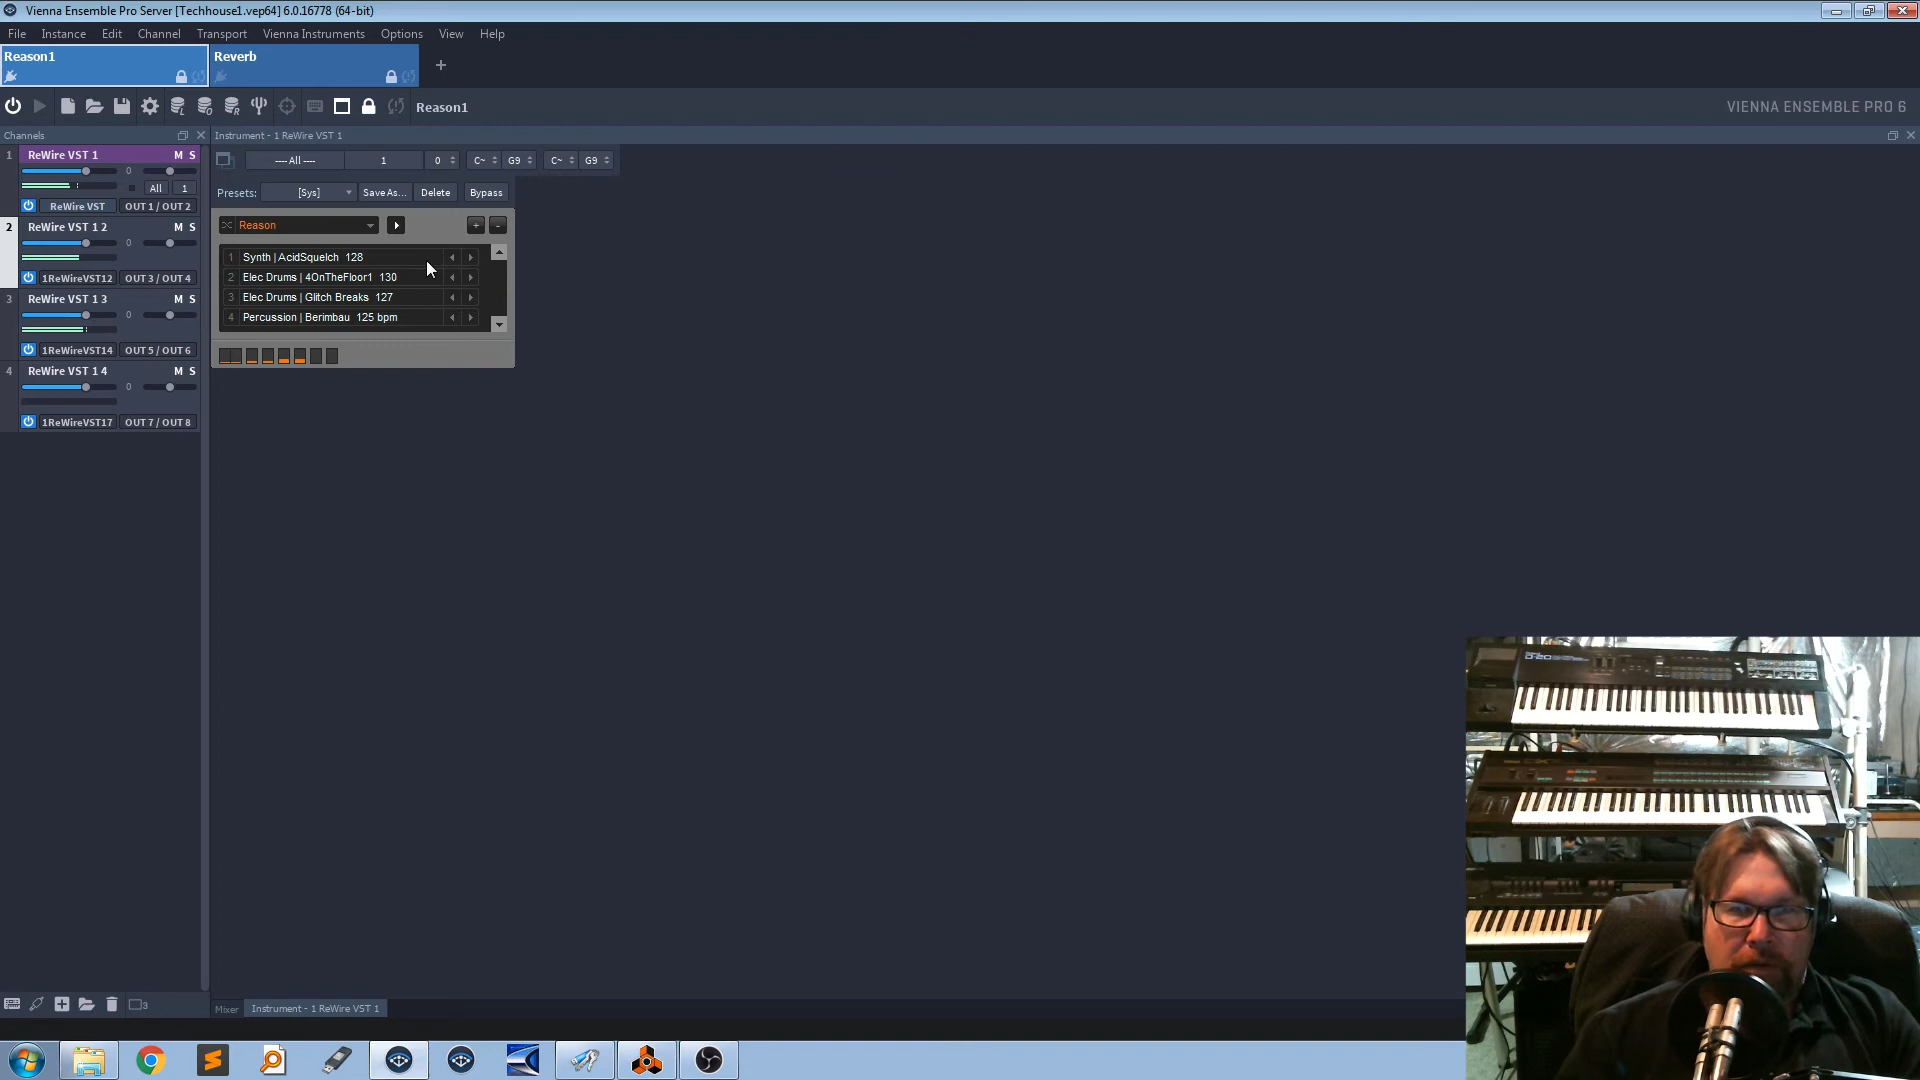 Vienna Ensemble Pro Server [Techhouse1.vep64] 6.0.16778 (64-bit)
File Instance Edit Channel Transport Vienna Instruments Options View Help
Reason1 Reverb +
Reason1 VIENNA ENSEMBLE PRO 6
Channels Instrument - 1 ReWire VST 1
1 ReWire VST 1 M S
0
All 1
ReWire VST OUT 1 / OUT 2
2 ReWire VST 1 2 M S
0
1ReWireVST12 OUT 3 / OUT 4
3 ReWire VST 1 3 M S
0
1ReWireVST14 OUT 5 / OUT 6
4 ReWire VST 1 4 M S
0
1ReWireVST17 OUT 7 / OUT 8
---- All ---- 1 0 C~ G9 C~ G9
Presets: [Sys] Save As... Delete Bypass
Reason + -
1 Synth | AcidSquelch 128
2 Elec Drums | 4OnTheFloor1 130
3 Elec Drums | Glitch Breaks 127
4 Percussion | Berimbau 125 bpm
3
Mixer Instrument - 1 ReWire VST 1
D-20